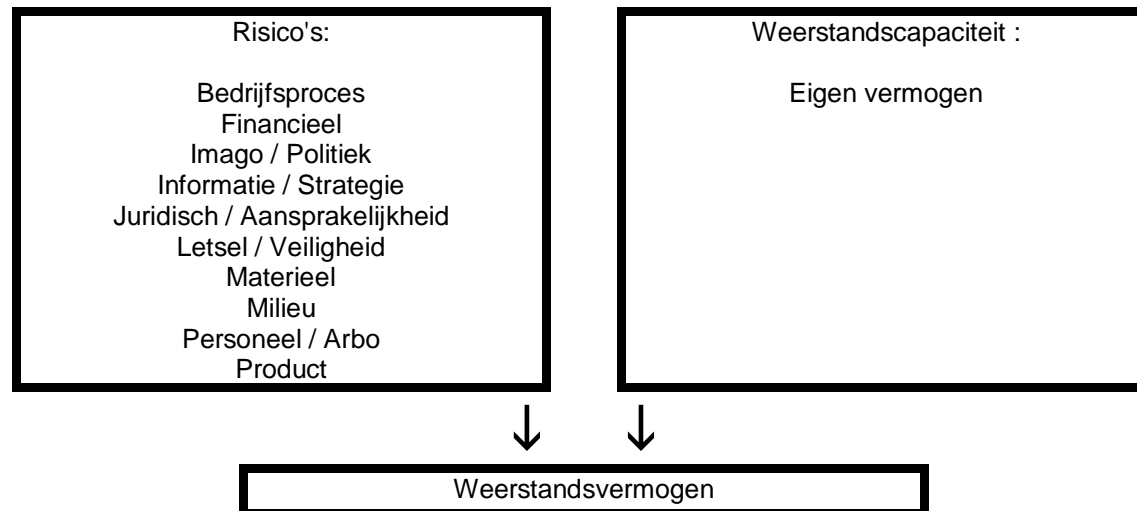 Risico's:
Bedrijfsproces
Financieel
Imago / Politiek
Informatie / Strategie
Juridisch / Aansprakelijkheid
Letsel / Veiligheid
Materieel
Milieu
Personeel / Arbo
Product
Weerstandscapaciteit :
Eigen vermogen
Weerstandsvermogen